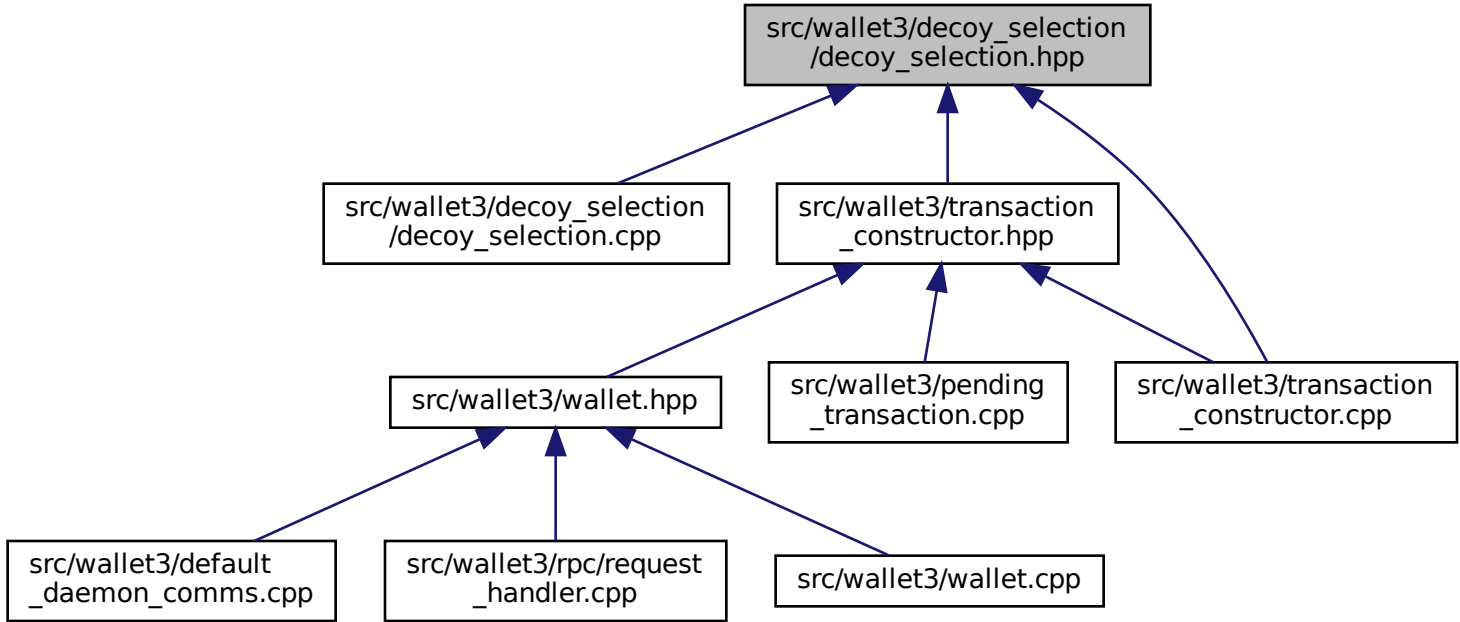 src/wallet3/decoy_selection
/decoy_selection.hpp
src/wallet3/decoy_selection
/decoy_selection.cpp
src/wallet3/transaction
_constructor.hpp
src/wallet3/wallet.hpp
src/wallet3/pending
_transaction.cpp
src/wallet3/transaction
_constructor.cpp
src/wallet3/default
_daemon_comms.cpp
src/wallet3/rpc/request
_handler.cpp
src/wallet3/wallet.cpp